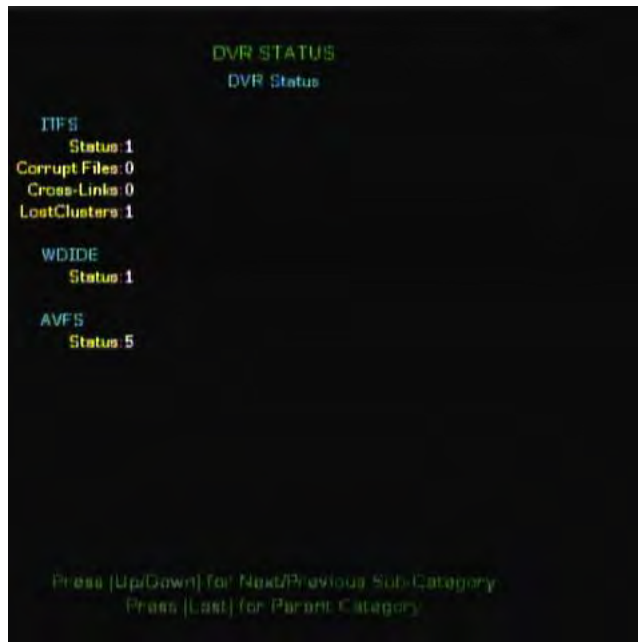 DVR STATUS
DVR Status
ITFS
Status:1
Corrupt Files:0
Cross-Links:0
LostClusters:1
WDIDE
Status:1
AVFS
Status:5
Press [Up/Down] for Next/Previous Sub-Category
Press [Last] for Parent Category